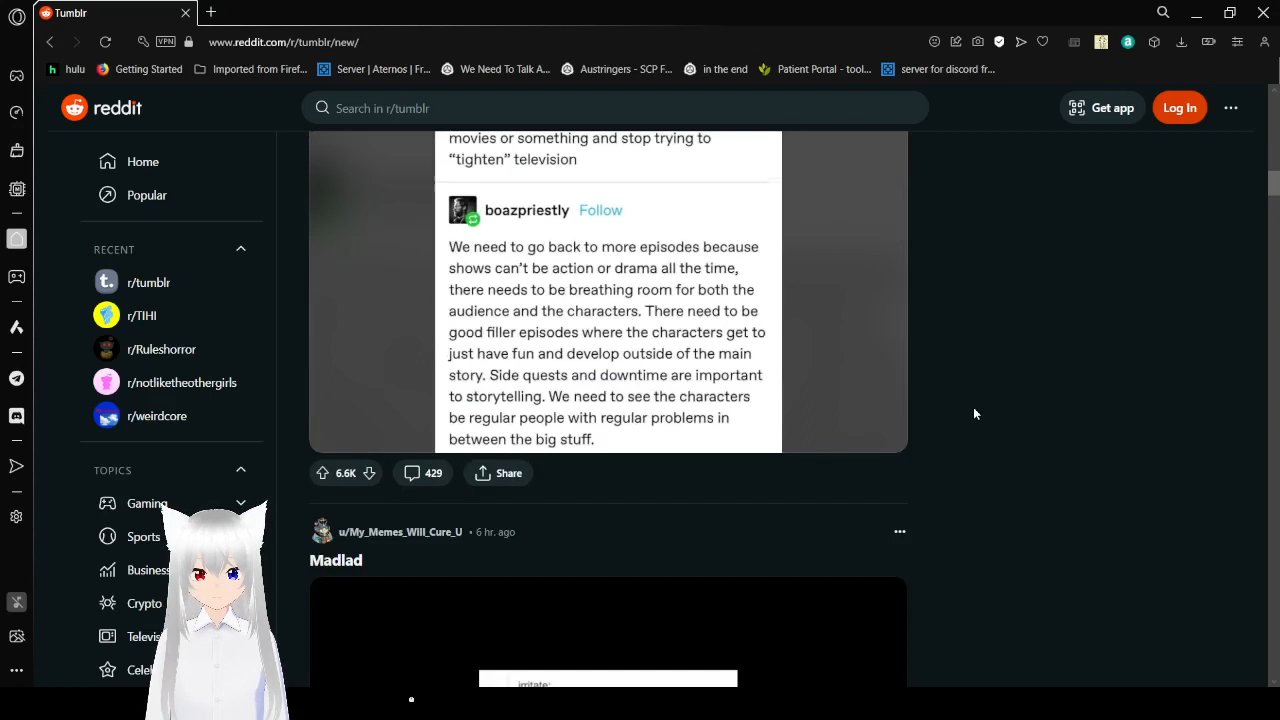 Tumblr
VPN
www.reddit.com/r/tumblr/new/
hulu
Getting Started
Imported from Firef...
Server | Aternos | Fr...
We Need To Talk A...
Austringers - SCP F...
in the end
Patient Portal - tool...
server for discord fr...
reddit
Search in r/tumblr
Get app
Log In
Home
Popular
RECENT
r/tumblr
r/TIHI
r/Ruleshorror
r/notliketheothergirls
r/weirdcore
TOPICS
Gaming
Sports
Business
Crypto
Televis
Celeb
movies or something and stop trying to
“tighten” television
boazpriestly Follow
We need to go back to more episodes because
shows can’t be action or drama all the time,
there needs to be breathing room for both the
audience and the characters. There need to be
good filler episodes where the characters get to
just have fun and develop outside of the main
story. Side quests and downtime are important
to storytelling. We need to see the characters
be regular people with regular problems in
between the big stuff.
6.6K
429
Share
u/My_Memes_Will_Cure_U • 6 hr. ago
Madlad
irritate: